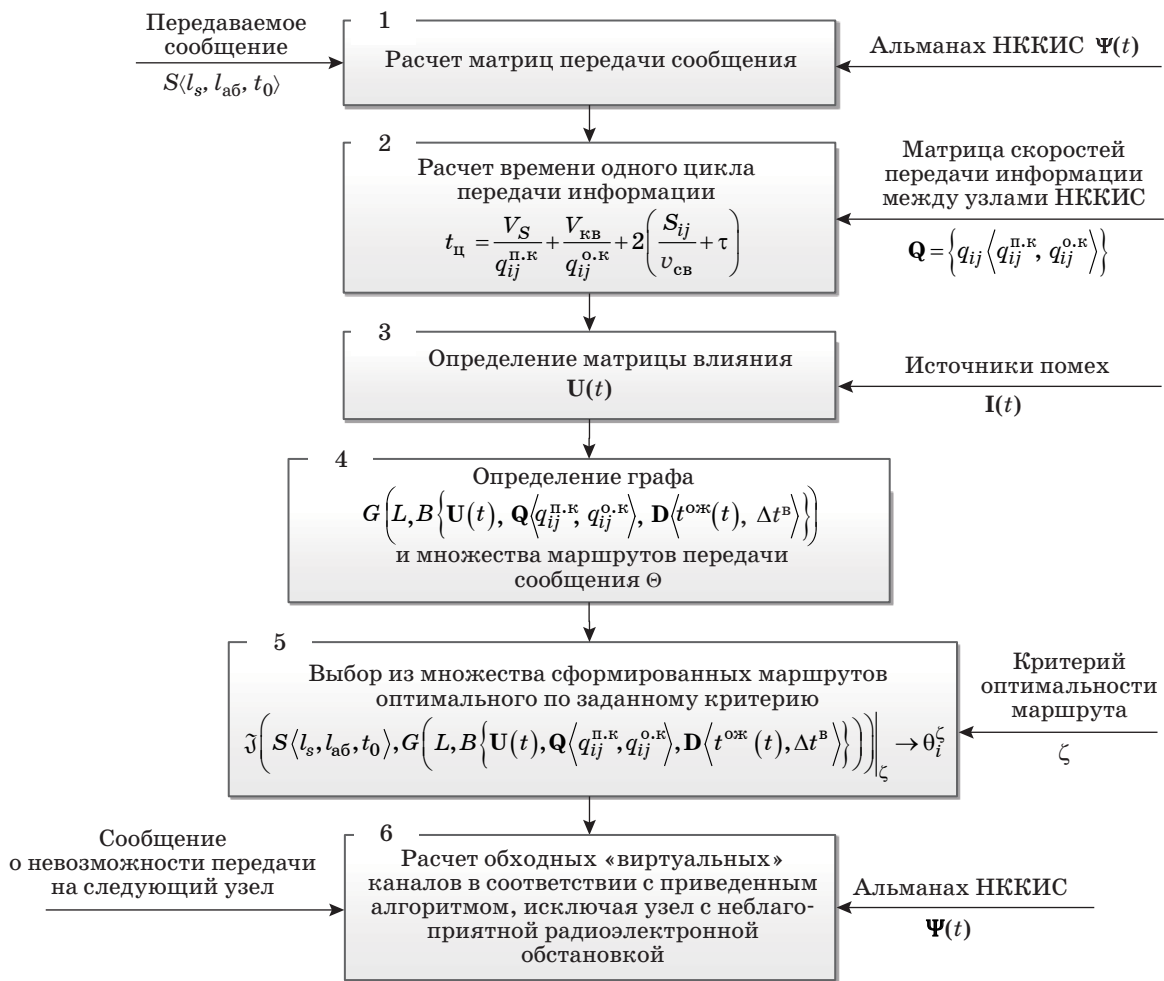 Передаваемое
сообщение
S⟨l_s, l_аб, t_0⟩
1
Расчет матриц передачи сообщения
Альманах НККИС Ψ(t)
2
Расчет времени одного цикла
передачи информации
t_ц = V_S / q_ij^п.к + V_кв / q_ij^о.к + 2(S_ij / v_св + τ)
Матрица скоростей
передачи информации
между узлами НККИС
Q = {q_ij ⟨q_ij^п.к, q_ij^о.к⟩}
3
Определение матрицы влияния
U(t)
Источники помех
I(t)
4
Определение графа
G(L, B{U(t), Q⟨q_ij^п.к, q_ij^о.к⟩, D⟨t^ож(t), Δt^в⟩})
и множества маршрутов передачи
сообщения Θ
5
Выбор из множества сформированных маршрутов
оптимального по заданному критерию
ℑ(S⟨l_s, l_аб, t_0⟩, G(L, B{U(t), Q⟨q_ij^п.к, q_ij^о.к⟩, D⟨t^ож(t), Δt^в⟩}))|_ζ → θ_i^ζ
Критерий
оптимальности
маршрута
ζ
Сообщение
о невозможности передачи
на следующий узел
6
Расчет обходных «виртуальных»
каналов в соответствии с приведенным
алгоритмом, исключая узел с неблаго-
приятной радиоэлектронной
обстановкой
Альманах НККИС
Ψ(t)